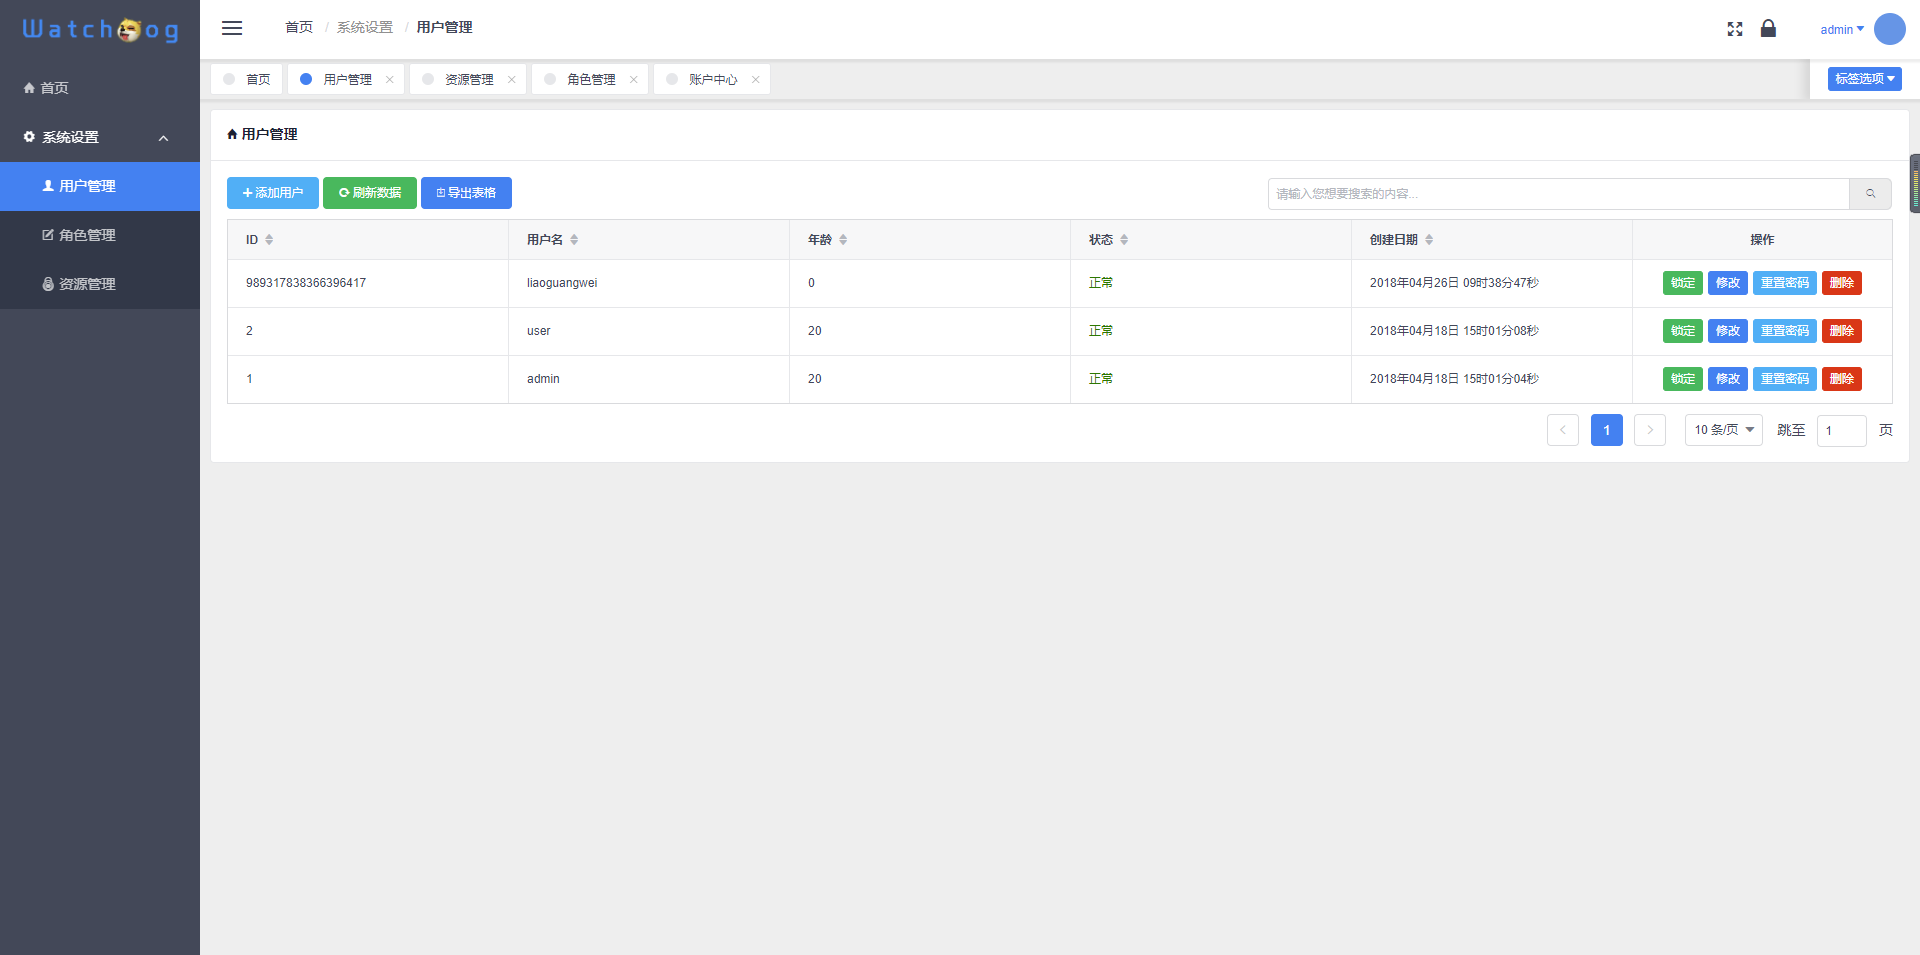 Watchog
首页 / 系统设置 / 用户管理
admin
首页
系统设置
用户管理
角色管理
资源管理
首页 用户管理 资源管理 角色管理 账户中心 标签选项
用户管理
添加用户 刷新数据 导出表格 请输入您想要搜索的内容...
ID 用户名 年龄 状态 创建日期 操作
989317838366396417 liaoguangwei 0 正常 2018年04月26日 09时38分47秒 锁定 修改 重置密码 删除
2 user 20 正常 2018年04月18日 15时01分08秒 锁定 修改 重置密码 删除
1 admin 20 正常 2018年04月18日 15时01分04秒 锁定 修改 重置密码 删除
1 10 条/页 跳至 1 页